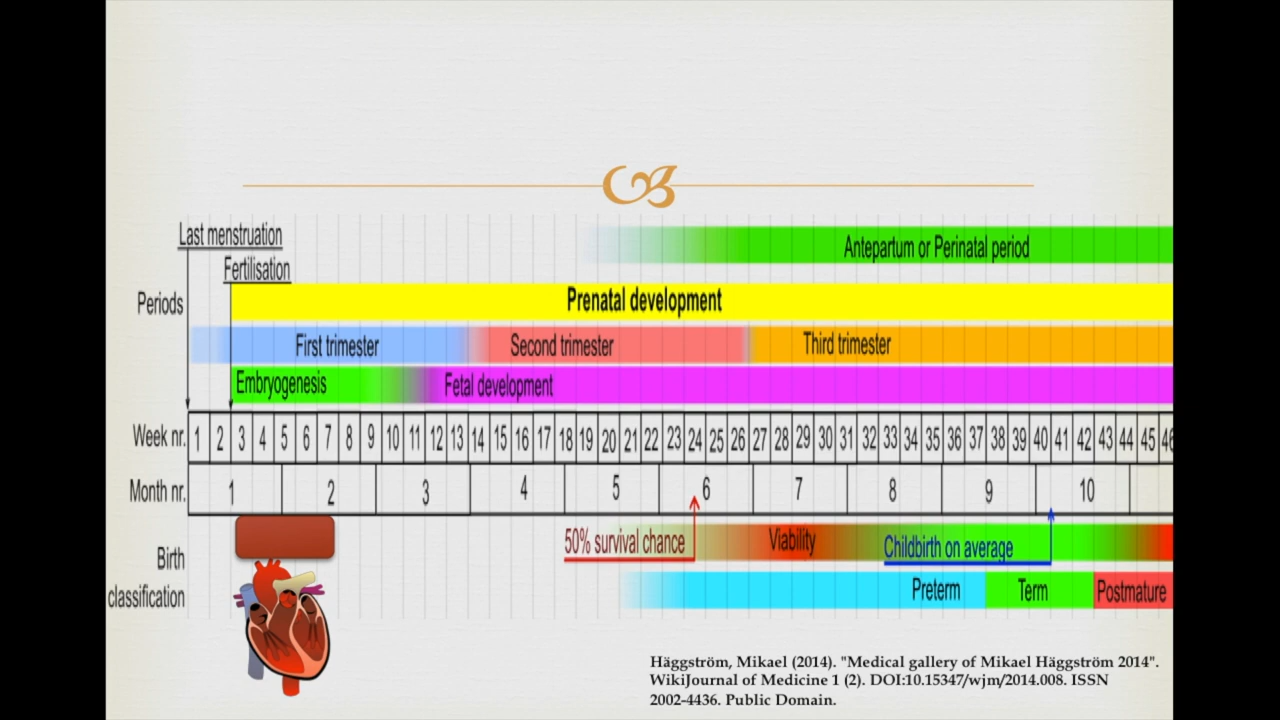 Last menstruation
Antepartum or Perinatal period
Fertilisation
Periods
Prenatal development
First trimester
Second trimester
Third trimester
Embryogenesis
Fetal development
Week nr. 1 2 3 4 5 6 7 8 9 10 11 12 13 14 15 16 17 18 19 20 21 22 23 24 25 26 27 28 29 30 31 32 33 34 35 36 37 38 39 40 41 42 43 44 45 46
Month nr. 1 2 3 4 5 6 7 8 9 10
Birth
classification
50% survival chance
Viability
Childbirth on average
Preterm
Term
Postmature
Häggström, Mikael (2014). "Medical gallery of Mikael Häggström 2014".
WikiJournal of Medicine 1 (2). DOI:10.15347/wjm/2014.008. ISSN
2002-4436. Public Domain.